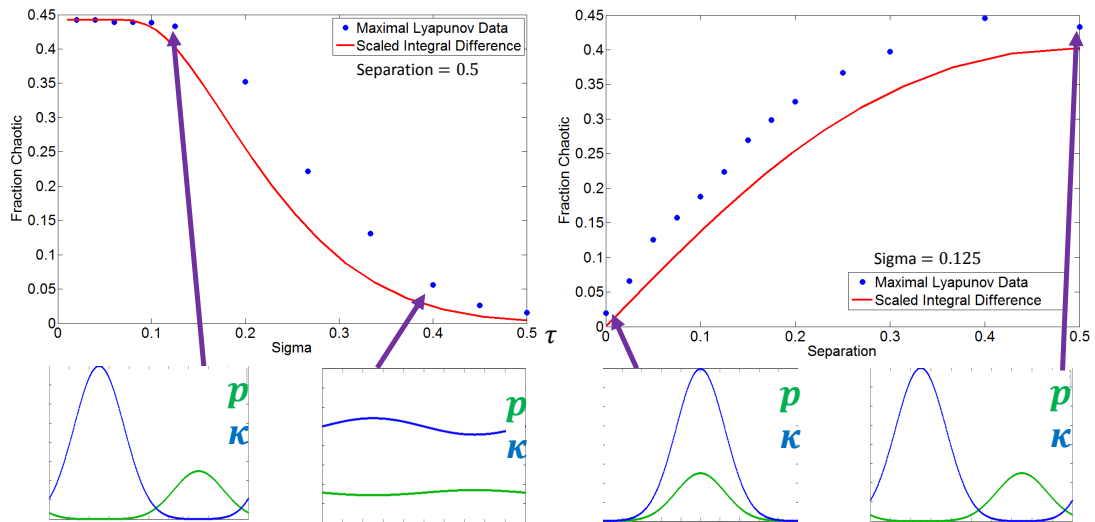 0.45
0.4
0.35
0.3
0.25
0.2
0.15
0.1
0.05
0
Fraction Chaotic
Maximal Lyapunov Data
Scaled Integral Difference
Separation = 0.5
0 0.1 0.2 0.3 0.4 0.5
Sigma
τ
0.45
0.4
0.35
0.3
0.25
0.2
0.15
0.1
0.05
0
Fraction Chaotic
Sigma = 0.125
Maximal Lyapunov Data
Scaled Integral Difference
0 0.1 0.2 0.3 0.4 0.5
Separation
p
κ
p
κ
p
κ
p
κ